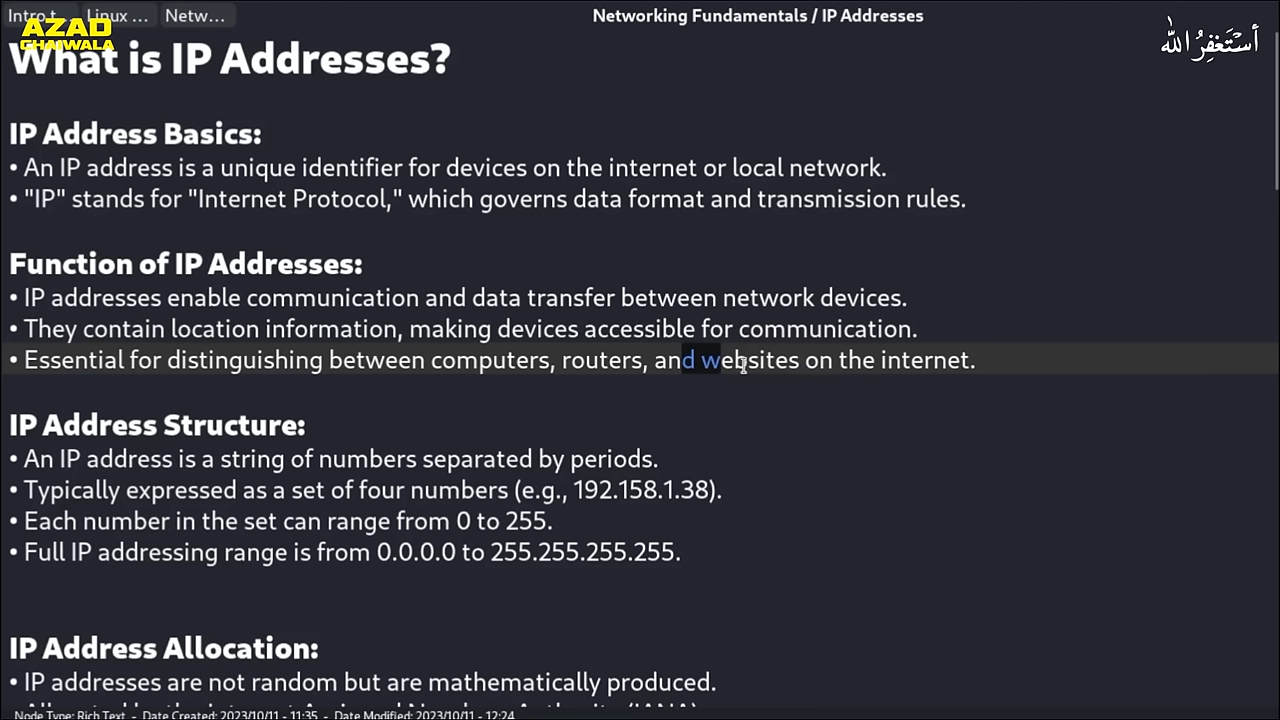 Intro t... Linux ... Netw... Networking Fundamentals / IP Addresses
AZAD
CHAIWALA
أستغفر الله
What is IP Addresses?
IP Address Basics:
• An IP address is a unique identifier for devices on the internet or local network.
• "IP" stands for "Internet Protocol," which governs data format and transmission rules.
Function of IP Addresses:
• IP addresses enable communication and data transfer between network devices.
• They contain location information, making devices accessible for communication.
• Essential for distinguishing between computers, routers, and websites on the internet.
IP Address Structure:
• An IP address is a string of numbers separated by periods.
• Typically expressed as a set of four numbers (e.g., 192.158.1.38).
• Each number in the set can range from 0 to 255.
• Full IP addressing range is from 0.0.0.0 to 255.255.255.255.
IP Address Allocation:
• IP addresses are not random but are mathematically produced.
Node Type: Rich Text - Date Created: 2023/10/11 - 11:35 - Date Modified: 2023/10/11 - 12:24